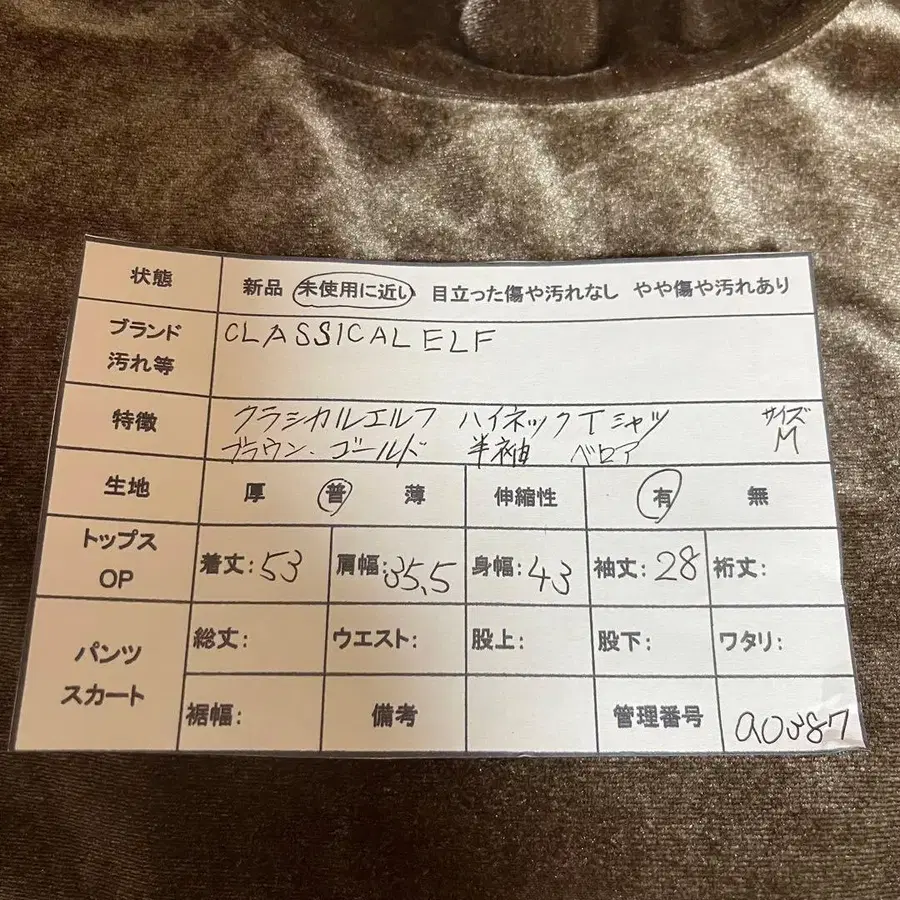 状態 新品 未使用に近い 目立った傷や汚れなし やや傷や汚れあり
ブランド CLASSICAL ELF
汚れ等
特徴 クラシカルエルフ ハイネックTシャツ サイズ
ブラウン.ゴールド 半袖 ベロア M
生地 厚 普 薄 伸縮性 有 無
トップス
OP 着丈:53 肩幅:35.5 身幅:43 袖丈:28 裄丈:
パンツ
スカート
総丈: ウエスト: 股上: 股下: ワタリ:
裾幅: 備考 管理番号 a0387